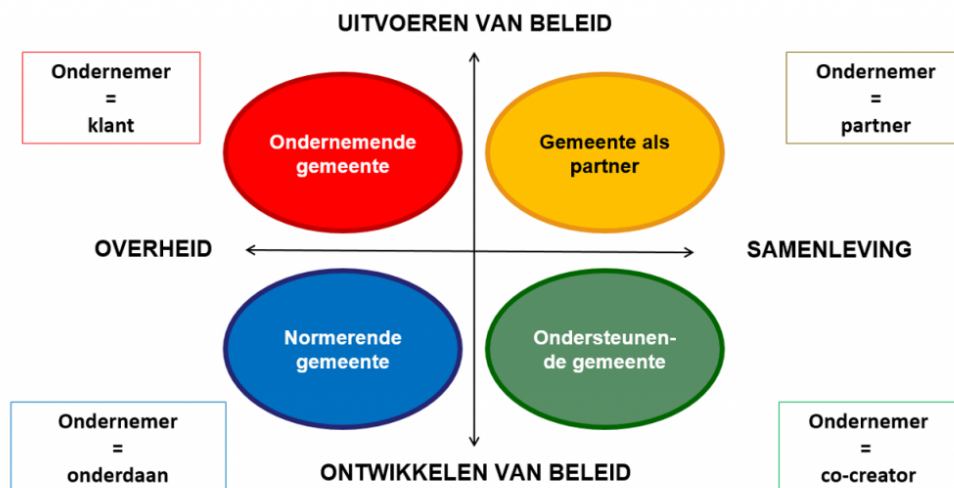 UITVOEREN VAN BELEID
Ondernemer
=
klant
Ondernemende
gemeente
Gemeente als
partner
Ondernemer
=
partner
OVERHEID
SAMENLEVING
Normerende
gemeente
Ondersteunen-
de gemeente
Ondernemer
=
onderdaan
Ondernemer
=
co-creator
ONTWIKKELEN VAN BELEID